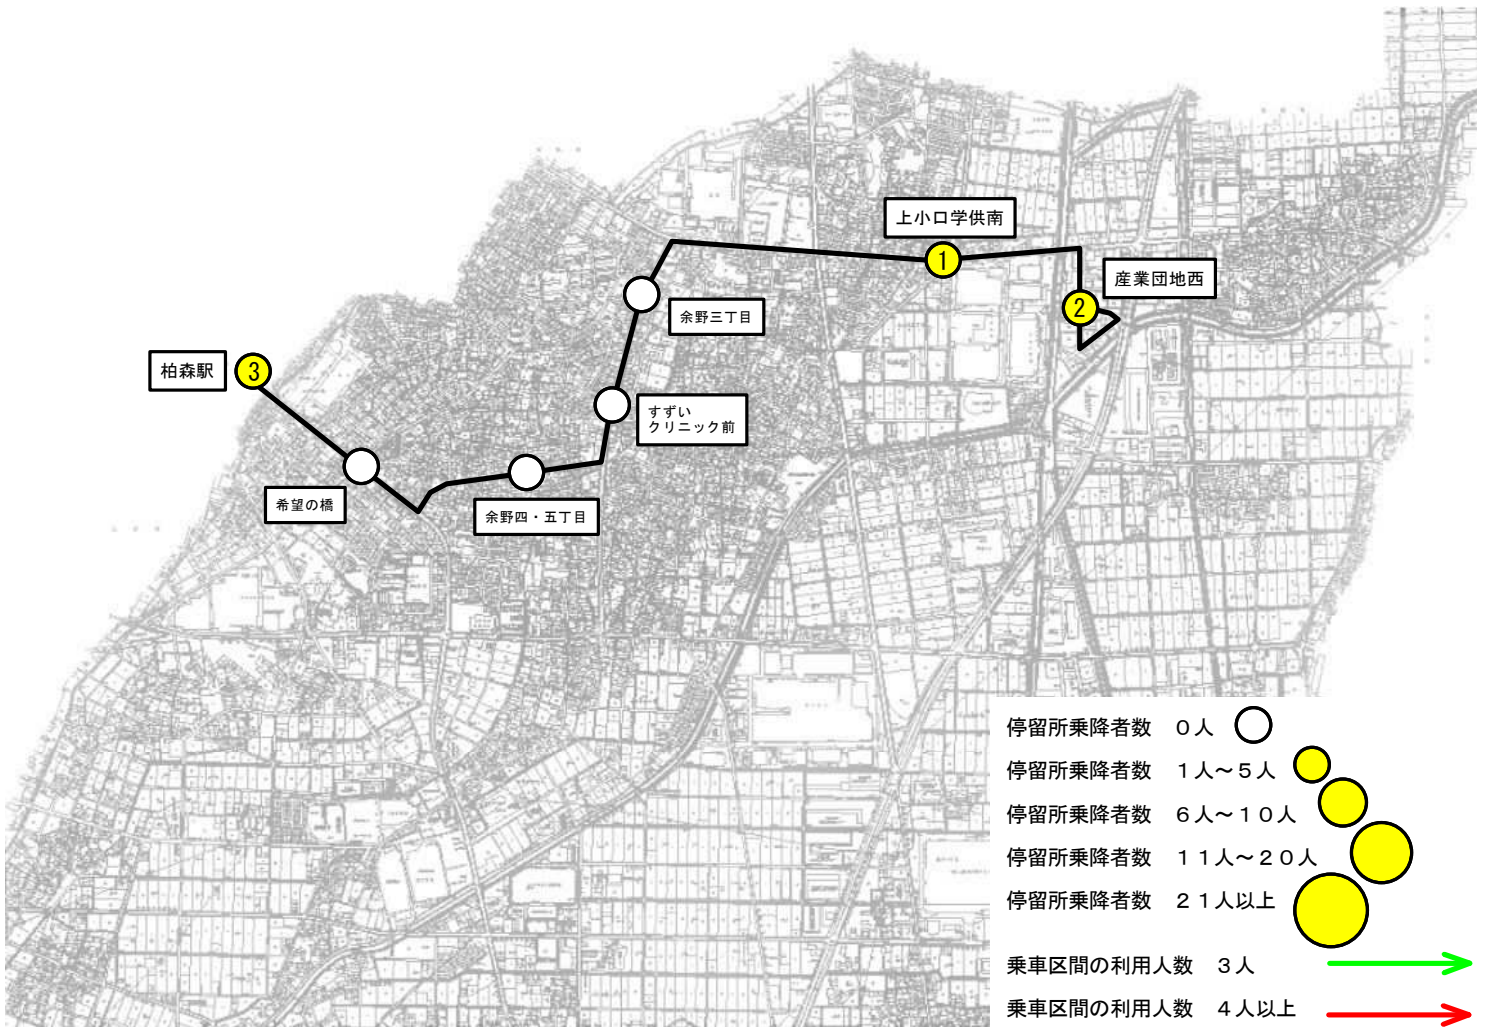 上小口学供南
1
産業団地西
2
余野三丁目
柏森駅
3
すずい
クリニック前
希望の橋
余野四・五丁目
停留所乗降者数 0人
停留所乗降者数 1人~5人
停留所乗降者数 6人~10人
停留所乗降者数 11人~20人
停留所乗降者数 21人以上
乗車区間の利用人数 3人
乗車区間の利用人数 4人以上